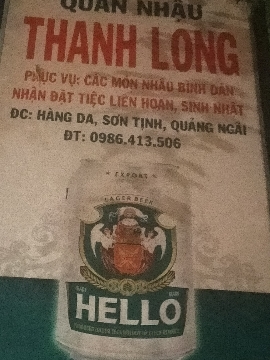 QUÁN NHẬU
THANH LONG
PHỤC VỤ: CÁC MÓN NHẬU BÌNH DÂN
NHẬN ĐẶT TIỆC LIÊN HOAN, SINH NHẬT
ĐC: HÀNG DA, SƠN TỊNH, QUẢNG NGÃI
ĐT: 0986.413.506
EXPORT
LAGER BEER
HELLO